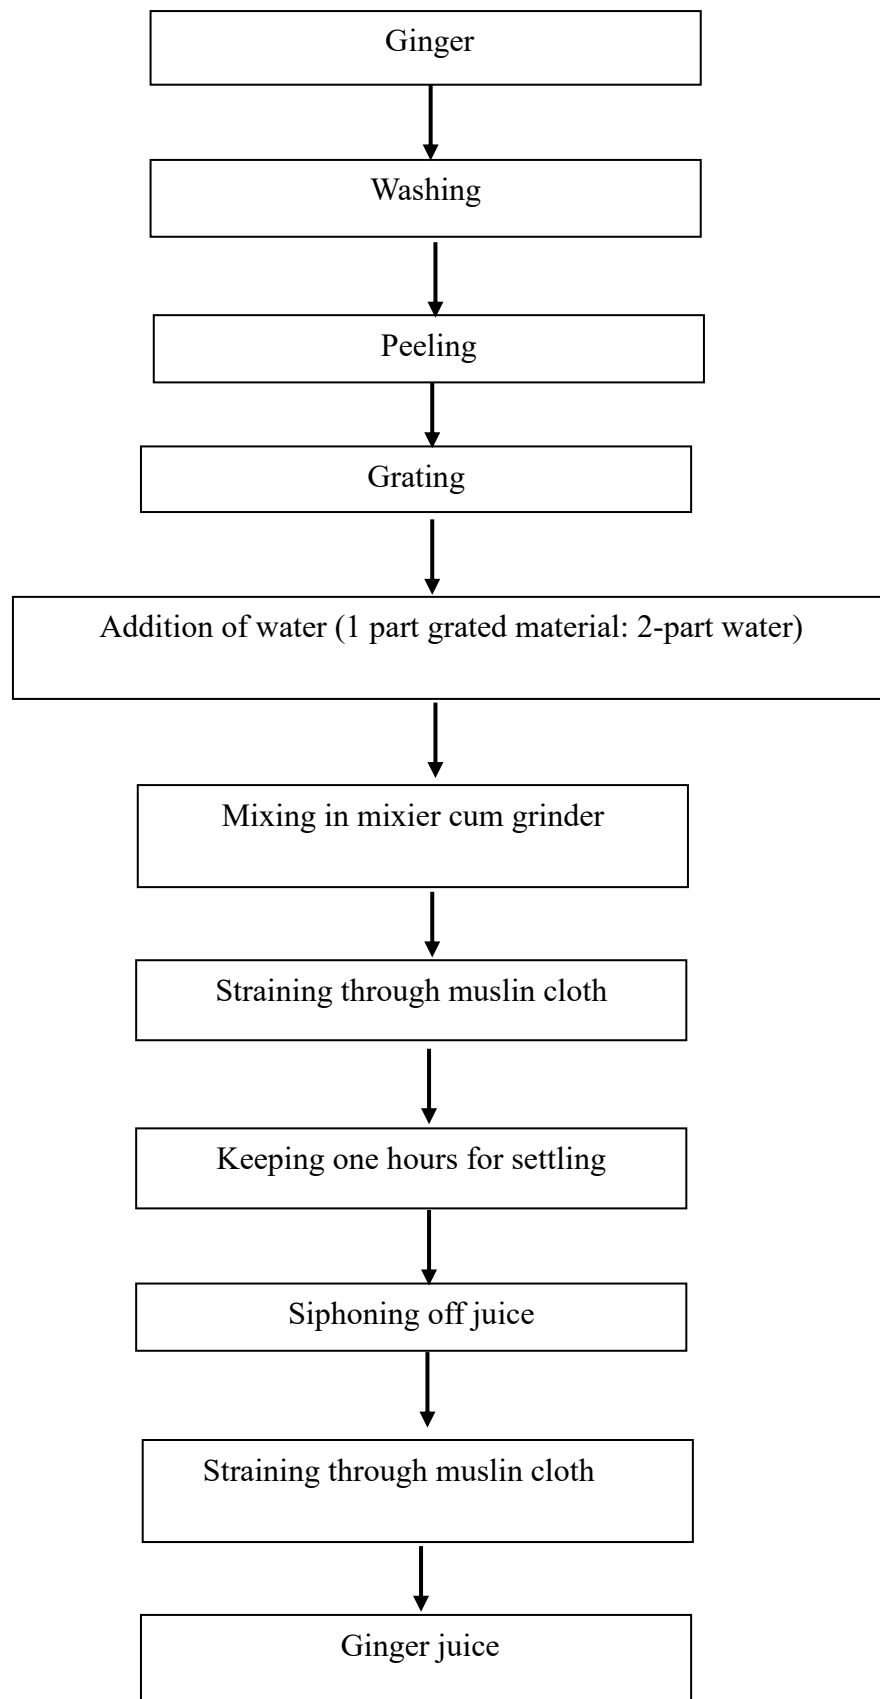 Ginger
Washing
Peeling
Grating
Addition of water (1 part grated material: 2-part water)
Mixing in mixier cum grinder
Straining through muslin cloth
Keeping one hours for settling
Siphoning off juice
Straining through muslin cloth
Ginger juice